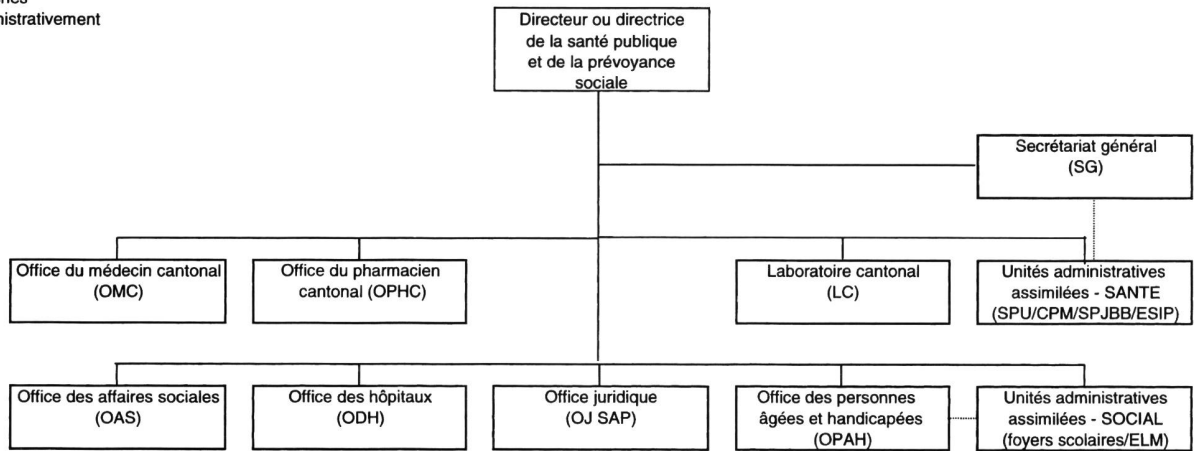 Directeur ou directrice
de la santé publique
et de la prévoyance
sociale
Secrétariat général
(SG)
Office du médecin cantonal
(OMC)
Office du pharmacien
cantonal (OPHC)
Laboratoire cantonal
(LC)
Unités administratives
assimilées - SANTE
(SPU/CPM/SPJBB/ESIP)
Office des affaires sociales
(OAS)
Office des hôpitaux
(ODH)
Office juridique
(OJ SAP)
Office des personnes
âgées et handicapées
(OPAH)
Unités administratives
assimilées - SOCIAL
(foyers scolaires/ELM)